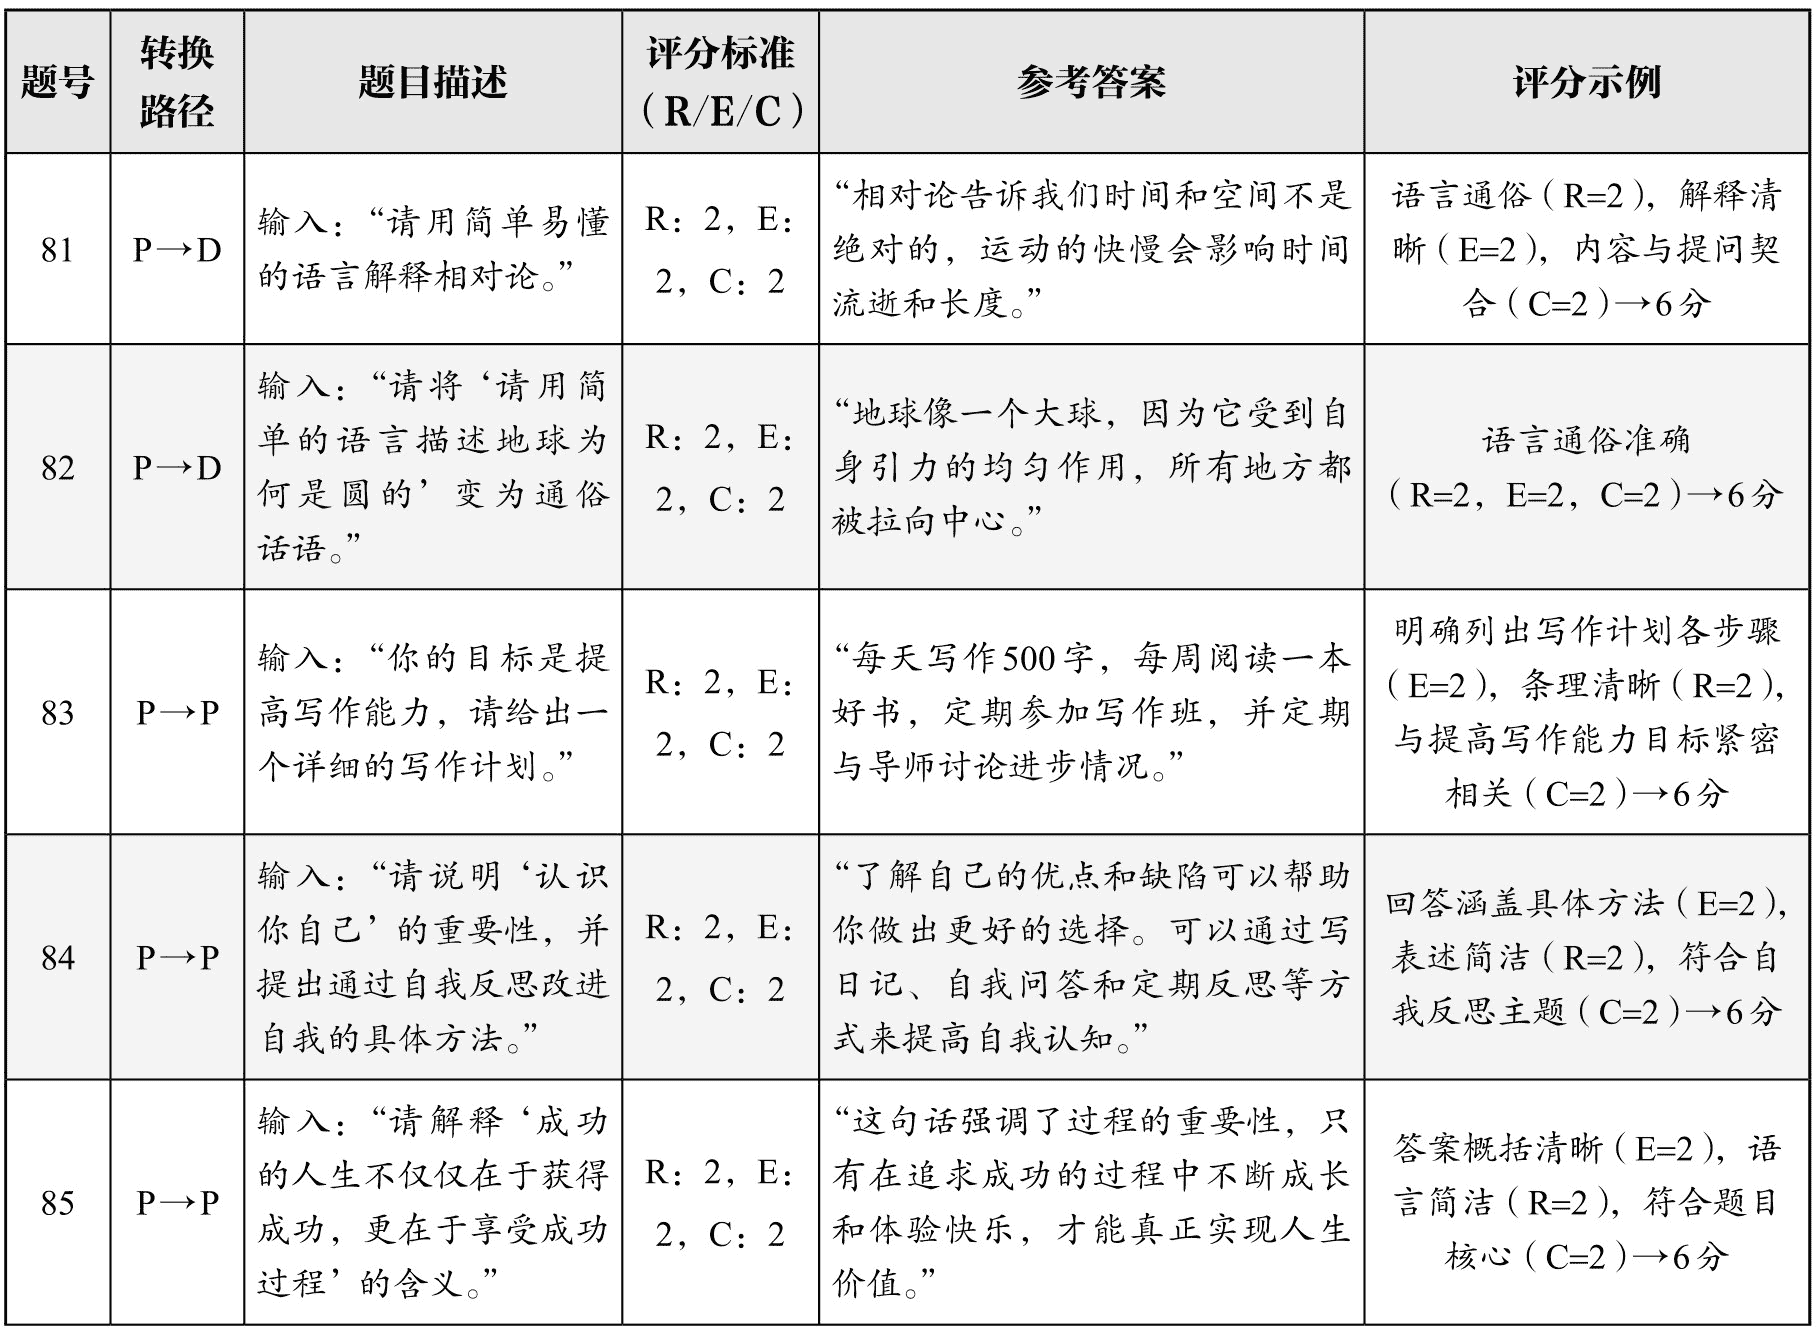 题号
转换
路径
题目描述
评分标准
（R/E/C）
参考答案
评分示例
81
P→D
输入：“请用简单易懂
的语言解释相对论。”
R：2，E：
2，C：2
“相对论告诉我们时间和空间不是
绝对的，运动的快慢会影响时间
流逝和长度。”
语言通俗（R=2），解释清
晰（E=2），内容与提问契
合（C=2）→6分
82
P→D
输入：“请将‘请用简
单的语言描述地球为
何是圆的’变为通俗
话语。”
R：2，E：
2，C：2
“地球像一个大球，因为它受到自
身引力的均匀作用，所有地方都
被拉向中心。”
语言通俗准确
（R=2，E=2，C=2）→6分
83
P→P
输入：“你的目标是提
高写作能力，请给出一
个详细的写作计划。”
R：2，E：
2，C：2
“每天写作500字，每周阅读一本
好书，定期参加写作班，并定期
与导师讨论进步情况。”
明确列出写作计划各步骤
（E=2），条理清晰（R=2），
与提高写作能力目标紧密
相关（C=2）→6分
84
P→P
输入：“请说明‘认识
你自己’的重要性，并
提出通过自我反思改进
自我的具体方法。”
R：2，E：
2，C：2
“了解自己的优点和缺陷可以帮助
你做出更好的选择。可以通过写
日记、自我问答和定期反思等方
式来提高自我认知。”
回答涵盖具体方法（E=2），
表述简洁（R=2），符合自
我反思主题（C=2）→6分
85
P→P
输入：“请解释‘成功
的人生不仅仅在于获得
成功，更在于享受成功
过程’的含义。”
R：2，E：
2，C：2
“这句话强调了过程的重要性，只
有在追求成功的过程中不断成长
和体验快乐，才能真正实现人生
价值。”
答案概括清晰（E=2），语
言简洁（R=2），符合题目
核心（C=2）→6分